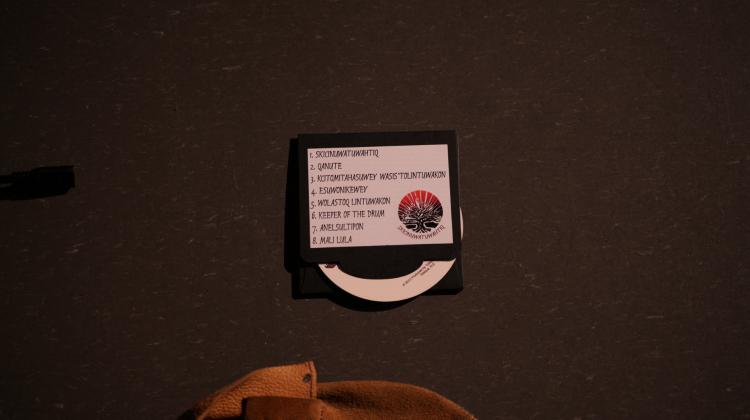 1. SKICINUWATUWAHTIQ
2. QANUTE
3. KCITOMITAHASUWEY WASIS'TOLINTUWAKON
4. ESUWONIKEWEY
5. WOLASTOQ LINTUWAKON
6. KEEPER OF THE DRUM
7. ANELSULTIPON
8. MALI LULA
SKICINUWATUWAHTIQ